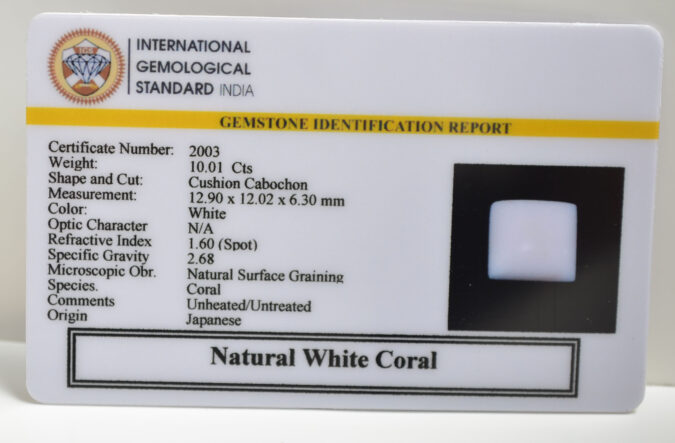 INTERNATIONAL
GEMOLOGICAL
STANDARD INDIA
GEMSTONE IDENTIFICATION REPORT
Certificate Number: 2003
Weight: 10.01 Cts
Shape and Cut: Cushion Cabochon
Measurement: 12.90 x 12.02 x 6.30 mm
Color: White
Optic Character N/A
Refractive Index 1.60 (Spot)
Specific Gravity 2.68
Microscopic Obr. Natural Surface Graining
Species. Coral
Comments Unheated/Untreated
Origin Japanese
Natural White Coral